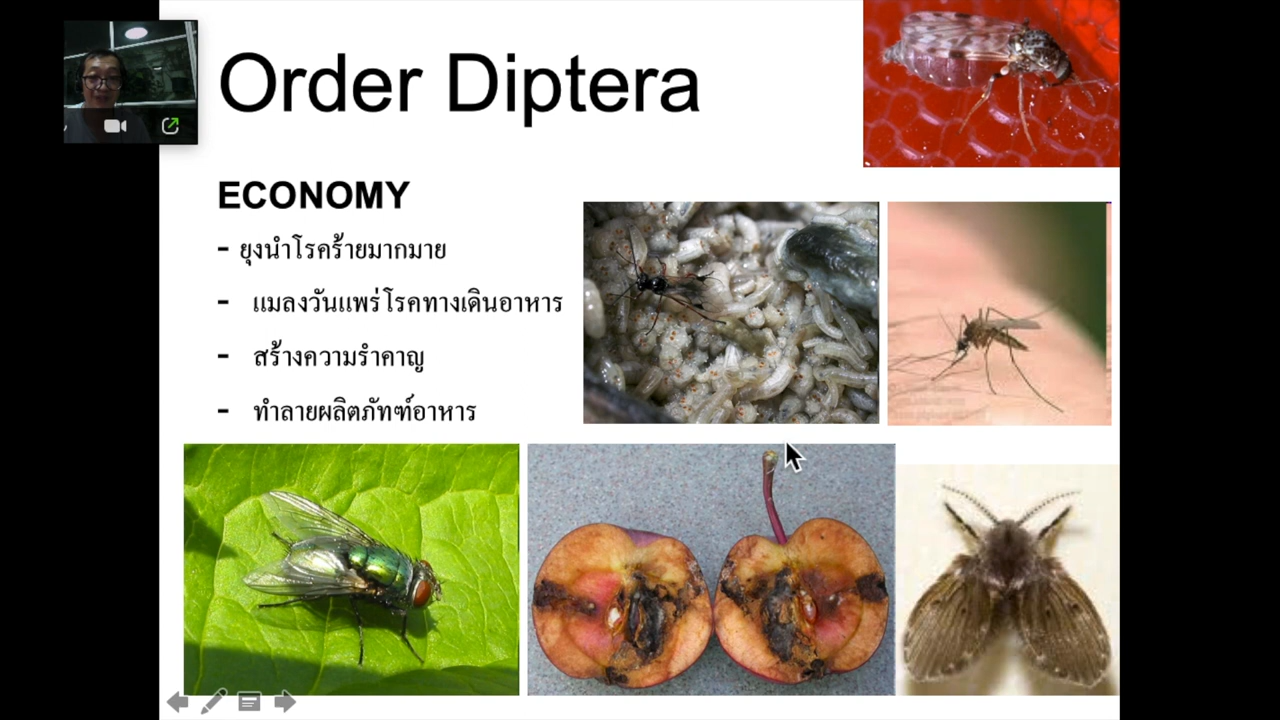 Order Diptera
ECONOMY
- ยุงนำโรคร้ายมากมาย
- แมลงวันแพร่โรคทางเดินอาหาร
- สร้างความรำคาญ
- ทำลายผลิตภัฑฑ์อาหาร